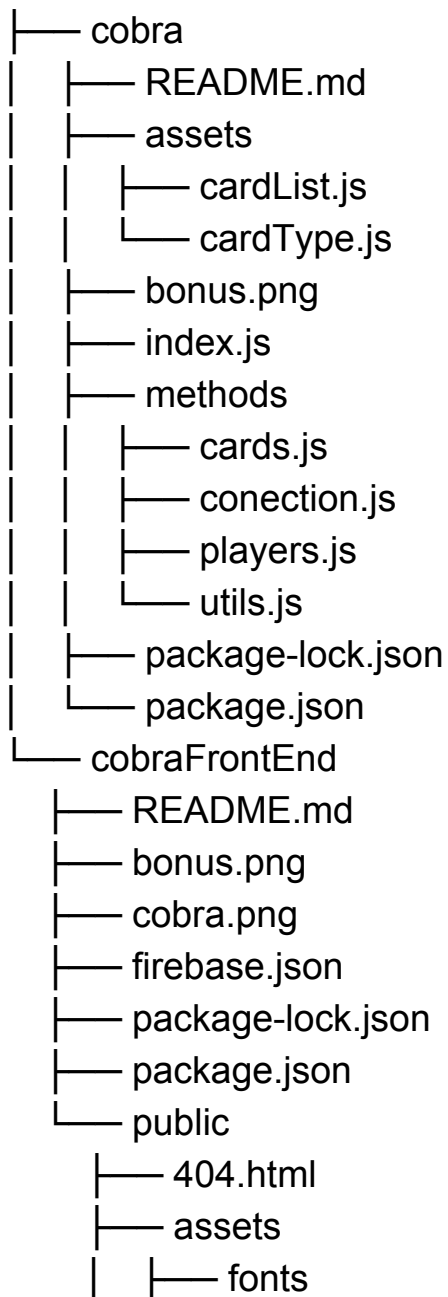 ├── cobra
│   ├── README.md
│   ├── assets
│   │   ├── cardList.js
│   │   └── cardType.js
│   ├── bonus.png
│   ├── index.js
│   ├── methods
│   │   ├── cards.js
│   │   ├── conection.js
│   │   ├── players.js
│   │   └── utils.js
│   ├── package-lock.json
│   └── package.json
└── cobraFrontEnd
    ├── README.md
    ├── bonus.png
    ├── cobra.png
    ├── firebase.json
    ├── package-lock.json
    ├── package.json
    └── public
        ├── 404.html
        ├── assets
        │   ├── fonts